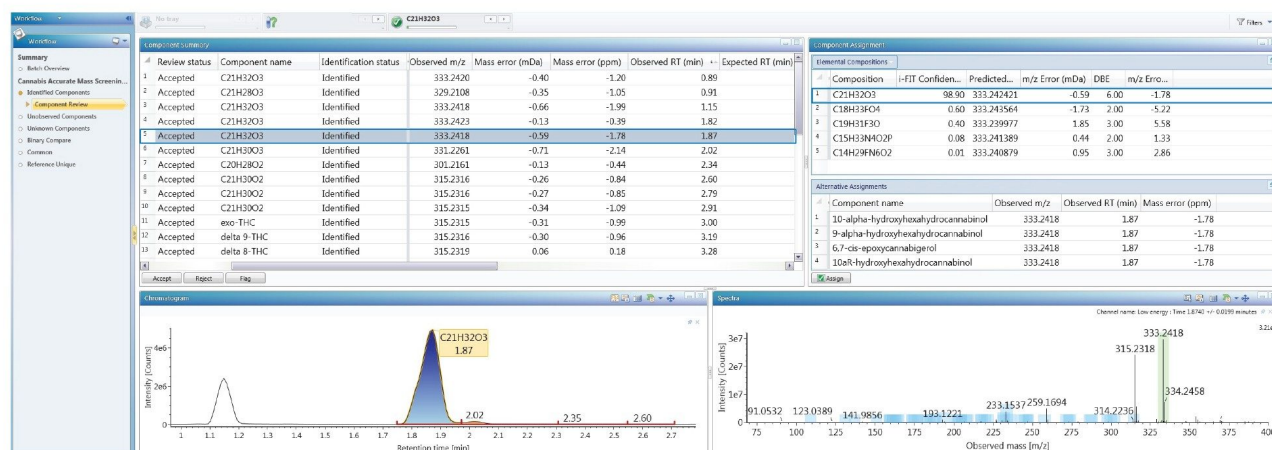 Workflow
No tray
C21H32O3
Filters
Workflow
Summary
Batch Overview
Cannabis Accurate Mass Screenin...
Identified Components
Component Review
Unobserved Components
Unknown Components
Binary Compare
Common
Reference Unique
Component Summary
Review status Component name Identification status Observed m/z Mass error (mDa) Mass error (ppm) Observed RT (min) Expected RT (min)
1 Accepted C21H32O3 Identified 333.2420 -0.40 -1.20 0.89
2 Accepted C21H28O3 Identified 329.2108 -0.35 -1.05 0.91
3 Accepted C21H32O3 Identified 333.2418 -0.66 -1.99 1.15
4 Accepted C21H32O3 Identified 333.2423 -0.13 -0.39 1.82
5 Accepted C21H32O3 Identified 333.2418 -0.59 -1.78 1.87
6 Accepted C21H30O3 Identified 331.2261 -0.71 -2.14 2.02
7 Accepted C20H28O2 Identified 301.2161 -0.13 -0.44 2.34
8 Accepted C21H30O2 Identified 315.2316 -0.26 -0.84 2.60
9 Accepted C21H30O2 Identified 315.2316 -0.27 -0.85 2.79
10 Accepted C21H30O2 Identified 315.2315 -0.34 -1.09 2.91
11 Accepted exo-THC Identified 315.2315 -0.31 -0.99 3.00
12 Accepted delta 9-THC Identified 315.2316 -0.30 -0.96 3.19
13 Accepted delta 8-THC Identified 315.2319 0.06 0.18 3.28
Accept Reject Flag
Component Assignment
Elemental Compositions
Composition i-FIT Confiden... Predicted... m/z Error (mDa) DBE m/z Erro...
1 C21H32O3 98.90 333.242421 -0.59 6.00 -1.78
2 C18H33FO4 0.60 333.243564 -1.73 2.00 -5.22
3 C19H31F3O 0.40 333.239977 1.85 3.00 5.58
4 C15H33N4O2P 0.08 333.241389 0.44 2.00 1.33
5 C14H29FN6O2 0.01 333.240879 0.95 3.00 2.86
Alternative Assignments
Component name Observed m/z Observed RT (min) Mass error (ppm)
1 10-alpha-hydroxyhexahydrocannabinol 333.2418 1.87 -1.78
2 9-alpha-hydroxyhexahydrocannabinol 333.2418 1.87 -1.78
3 6,7-cis-epoxycannabigerol 333.2418 1.87 -1.78
4 10aR-hydroxyhexahydrocannabinol 333.2418 1.87 -1.78
Assign
Chromatogram
C21H32O3
1.87
Intensity [Counts]
4e6
2e6
0
2.02 2.35 2.60
1 1.1 1.2 1.3 1.4 1.5 1.6 1.7 1.8 1.9 2 2.1 2.2 2.3 2.4 2.5 2.6 2.7
Retention time [min]
Spectra
Channel name: Low energy : Time 1.8740 +/- 0.0199 minutes
3.21e
333.2418
315.2318
334.2458
Intensity [Counts]
3e7
2e7
1e7
0
91.0532 123.0389 141.9856 193.1221 233.1537 259.1694 314.2236
75 100 125 150 175 200 225 250 275 300 325 350 375 400
Observed mass [m/z]